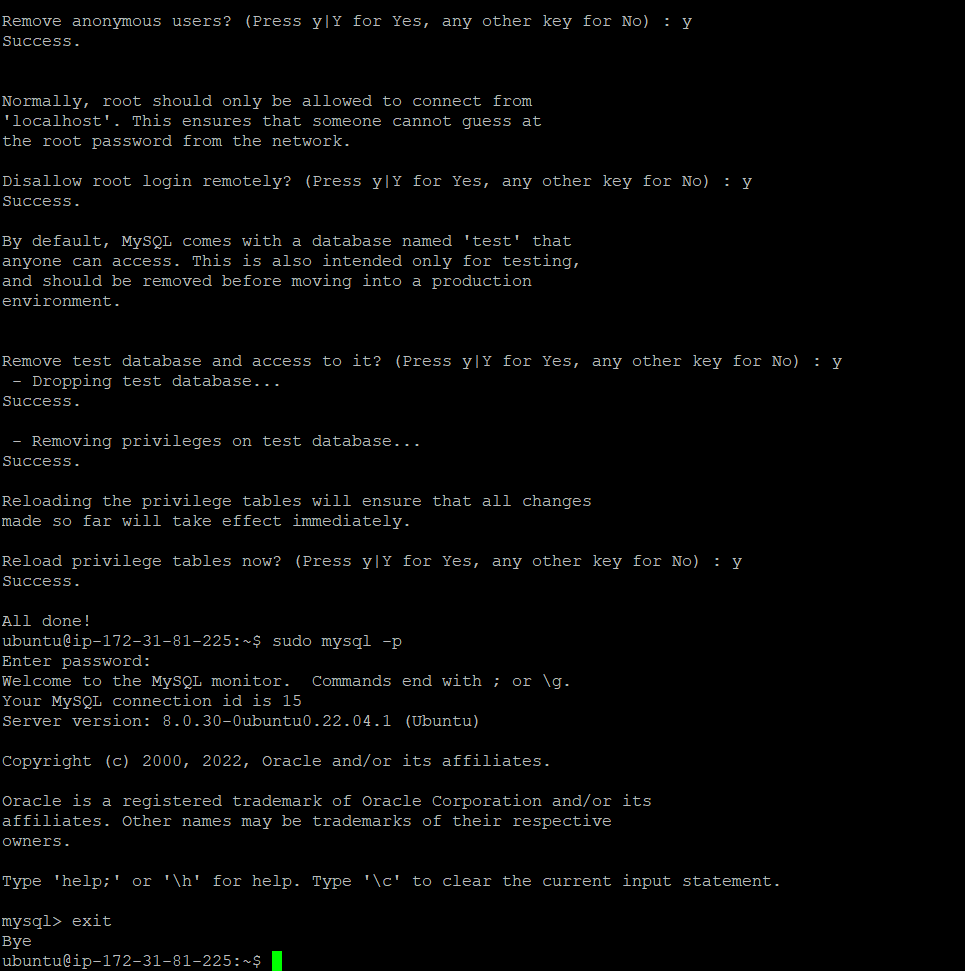 Remove anonymous users? (Press y|Y for Yes, any other key for No) : y
Success.
Normally, root should only be allowed to connect from
'localhost'. This ensures that someone cannot guess at
the root password from the network.
Disallow root login remotely? (Press y|Y for Yes, any other key for No) : y
Success.
By default, MySQL comes with a database named 'test' that
anyone can access. This is also intended only for testing,
and should be removed before moving into a production
environment.
Remove test database and access to it? (Press y|Y for Yes, any other key for No) : y
 - Dropping test database...
Success.
 - Removing privileges on test database...
Success.
Reloading the privilege tables will ensure that all changes
made so far will take effect immediately.
Reload privilege tables now? (Press y|Y for Yes, any other key for No) : y
Success.
All done!
ubuntu@ip-172-31-81-225:~$ sudo mysql -p
Enter password:
Welcome to the MySQL monitor.  Commands end with ; or \g.
Your MySQL connection id is 15
Server version: 8.0.30-0ubuntu0.22.04.1 (Ubuntu)
Copyright (c) 2000, 2022, Oracle and/or its affiliates.
Oracle is a registered trademark of Oracle Corporation and/or its
affiliates. Other names may be trademarks of their respective
owners.
Type 'help;' or '\h' for help. Type '\c' to clear the current input statement.
mysql> exit
Bye
ubuntu@ip-172-31-81-225:~$